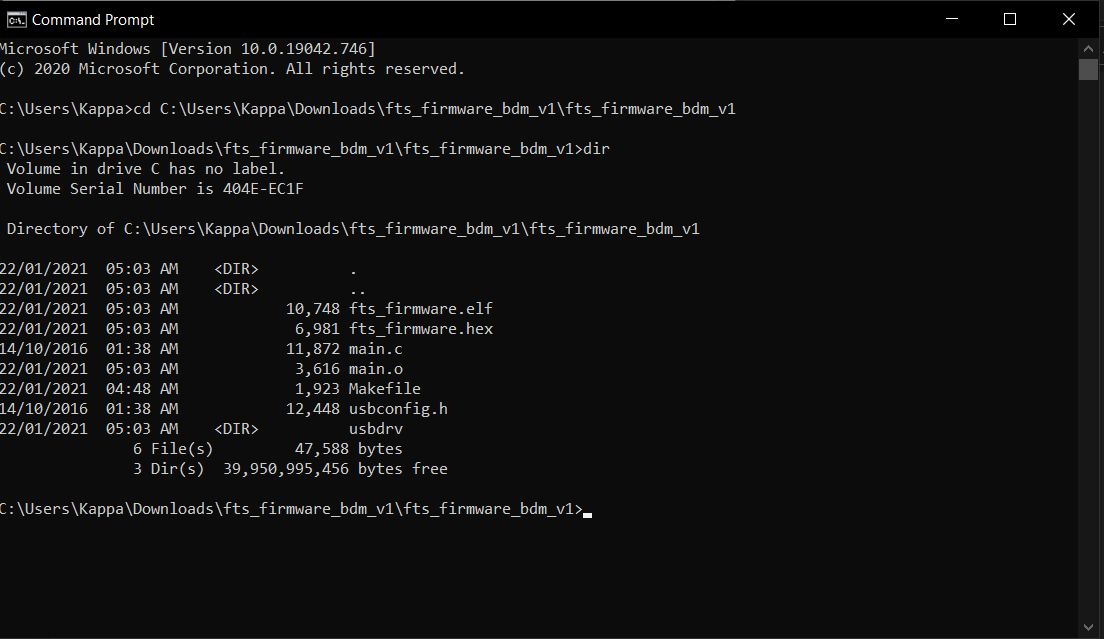 Command Prompt
Microsoft Windows [Version 10.0.19042.746]
(c) 2020 Microsoft Corporation. All rights reserved.
C:\Users\Kappa>cd C:\Users\Kappa\Downloads\fts_firmware_bdm_v1\fts_firmware_bdm_v1
C:\Users\Kappa\Downloads\fts_firmware_bdm_v1\fts_firmware_bdm_v1>dir
Volume in drive C has no label.
Volume Serial Number is 404E-EC1F
Directory of C:\Users\Kappa\Downloads\fts_firmware_bdm_v1\fts_firmware_bdm_v1
22/01/2021  05:03 AM    <DIR>          .
22/01/2021  05:03 AM    <DIR>          ..
22/01/2021  05:03 AM            10,748 fts_firmware.elf
22/01/2021  05:03 AM             6,981 fts_firmware.hex
14/10/2016  01:38 AM            11,872 main.c
22/01/2021  05:03 AM             3,616 main.o
22/01/2021  04:48 AM             1,923 Makefile
14/10/2016  01:38 AM            12,448 usbconfig.h
22/01/2021  05:03 AM    <DIR>          usbdrv
6 File(s)         47,588 bytes
3 Dir(s)  39,950,995,456 bytes free
C:\Users\Kappa\Downloads\fts_firmware_bdm_v1\fts_firmware_bdm_v1>